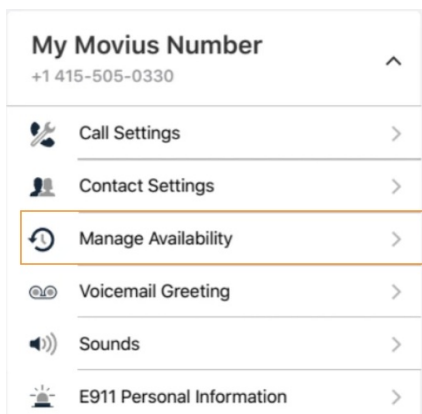 My Movius Number
+1 415-505-0330
Call Settings
Contact Settings
Manage Availability
Voicemail Greeting
Sounds
E911 Personal Information